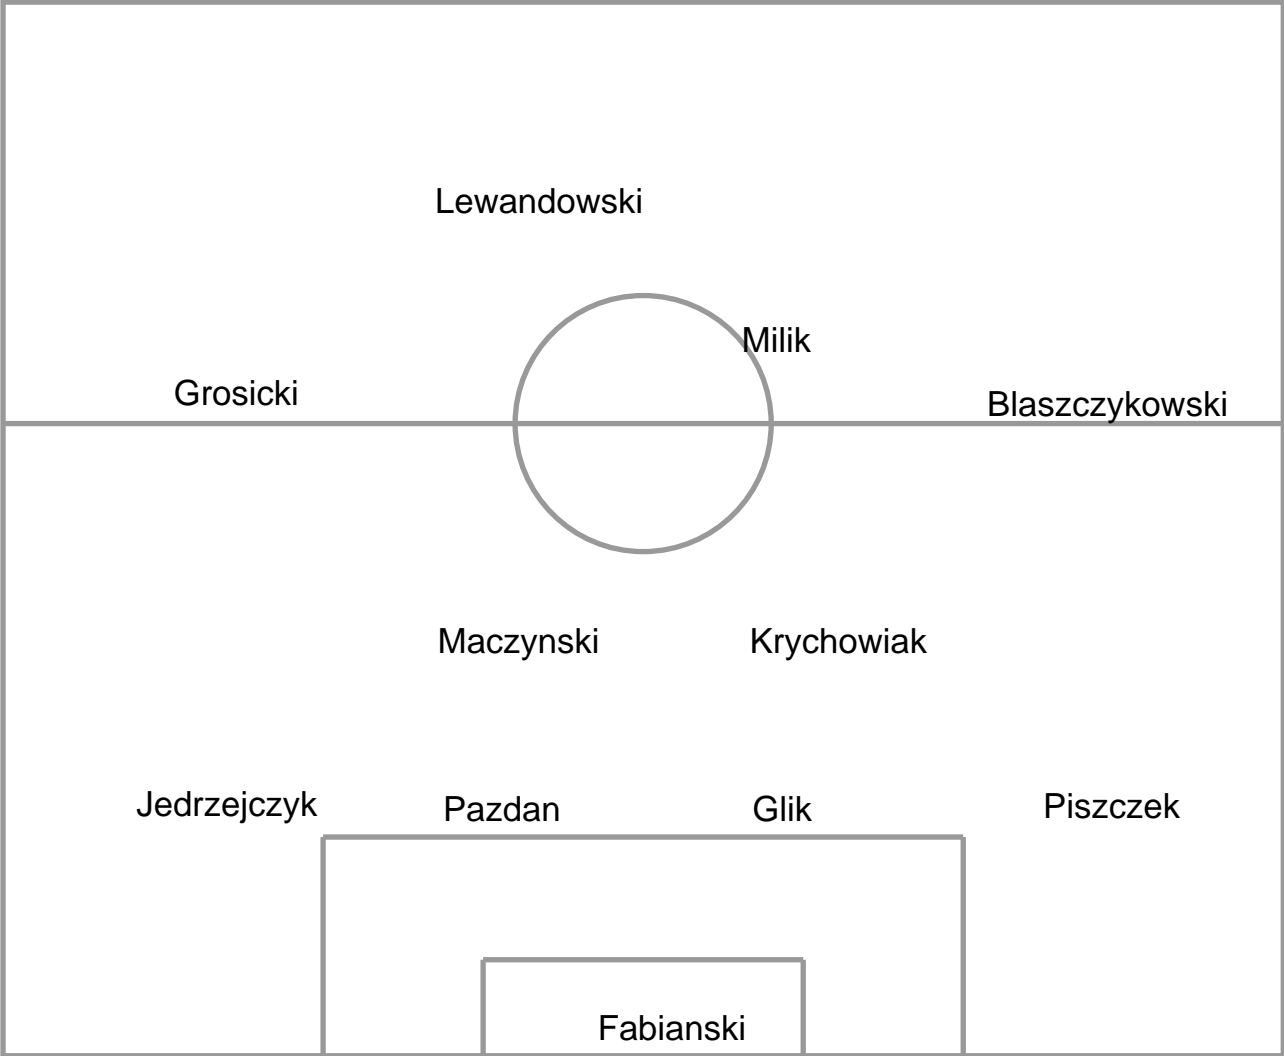 Lewandowski
Milik
Grosicki
Blaszczykowski
Maczynski
Krychowiak
Jedrzejczyk
Pazdan
Glik
Piszczek
Fabianski